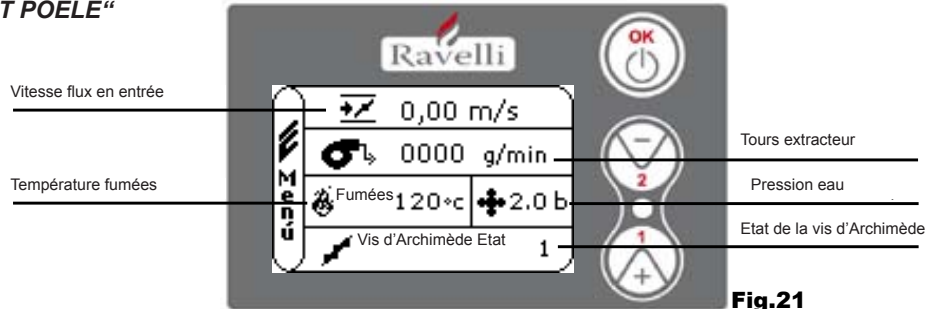 T POELE“
Ravelli
OK
Vitesse flux en entrée
0,00 m/s
0000 g/min
Tours extracteur
Menú
Température fumées
Fumées 120°c
2.0 b
2
Pression eau
Vis d'Archimède Etat 1
1
Etat de la vis d'Archimède
Fig.21